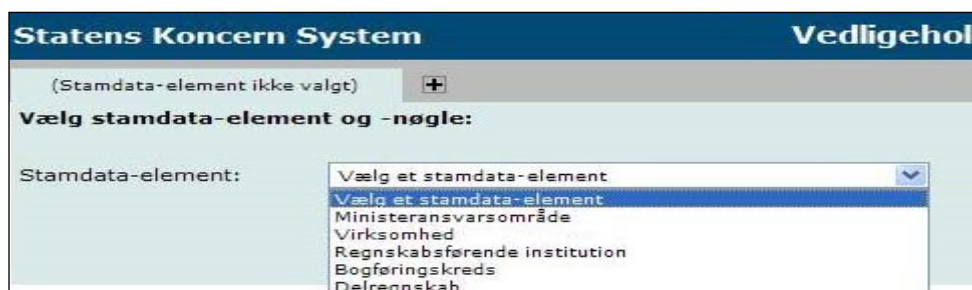 Statens Koncern System Vedligehol
(Stamdata-element ikke valgt)
Vælg stamdata-element og -nøgle:
Stamdata-element: Vælg et stamdata-element
Vælg et stamdata-element
Ministeransvarsområde
Virksomhed
Regnskabsførende institution
Bogføringskreds
Delregnskab